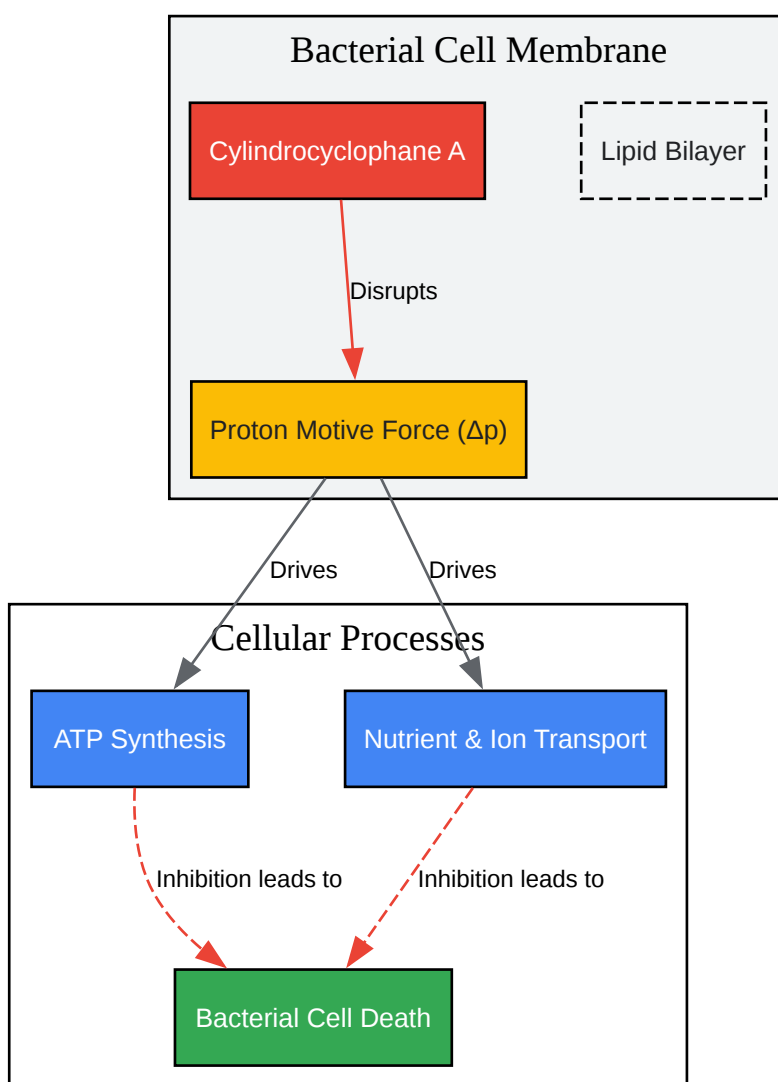 Bacterial Cell Membrane
Cylindrocyclophane A
Lipid Bilayer
Disrupts
Proton Motive Force (Δp)
Drives
Drives
Cellular Processes
ATP Synthesis
Nutrient & Ion Transport
Inhibition leads to
Inhibition leads to
Bacterial Cell Death